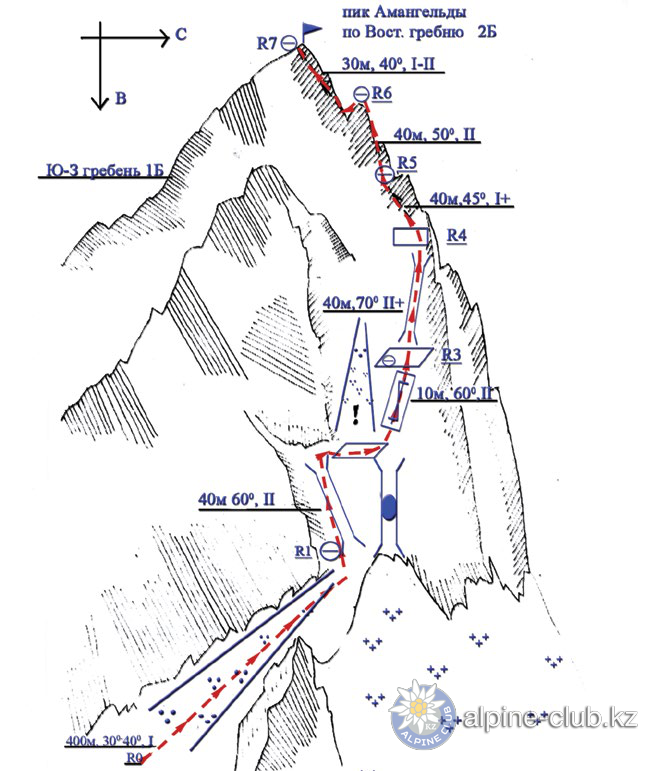 пик Амангельды
по Вост. гребню 2Б
С
В
R7
30м, 40⁰, I-II
R6
40м, 50⁰, II
R5
Ю-З гребень 1Б
40м,45⁰, I+
R4
40м,70⁰ II+
R3
10м, 60⁰,II
!
40м 60⁰, II
R1
400м. 30⁰-40⁰, I
R0
ALPINE CLUB
alpine-club.kz